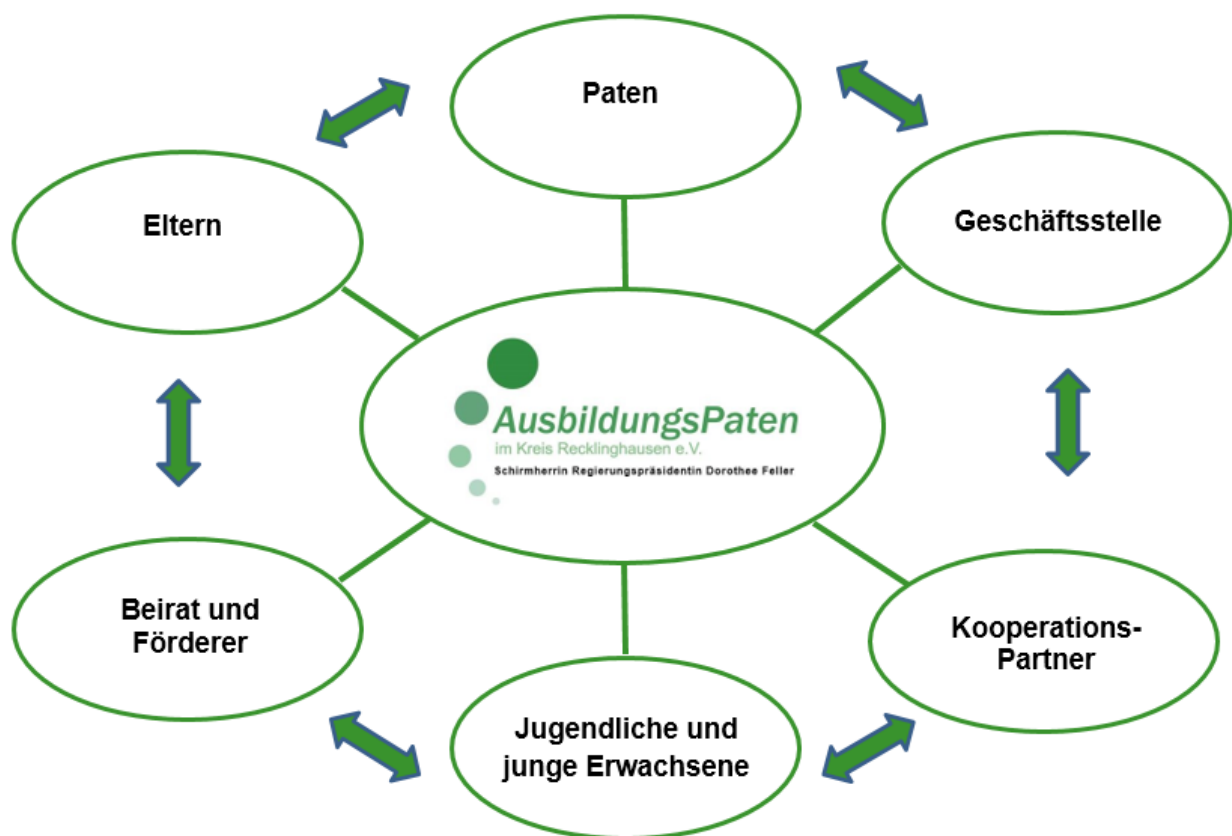 Paten
Eltern
Geschäftsstelle
AusbildungsPaten
im Kreis Recklinghausen e.V.
Schirmherrin Regierungspräsidentin Dorothee Feller
Beirat und
Förderer
Kooperations-
Partner
Jugendliche und
junge Erwachsene